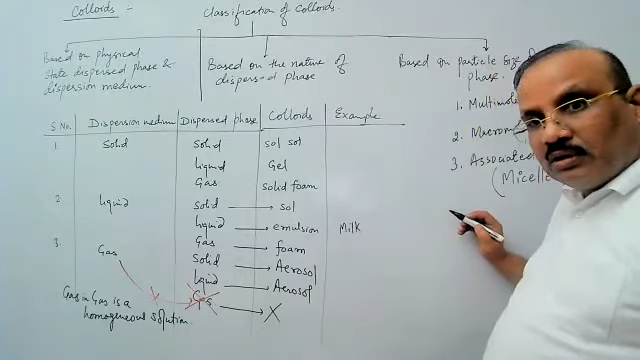 Colloids :-
Classification of Colloids.
Based on physical
state dispersed phase &
dispersion medium.
Based on the nature of
dispersed phase
Based on particle size
phase.
1. Multimole
2. Macrom
3. Associated
(Micelle
S.No. Dispersion medium Dispersed phase Colloids Example
1. Solid Solid sol sol
liquid Gel
Gas Solid foam
2 liquid Solid sol
liquid emulsion Milk
Gas foam
3. Gas Solid Aerosol
liquid Aerosol
Gas X
Gas in Gas is a
homogeneous solution.